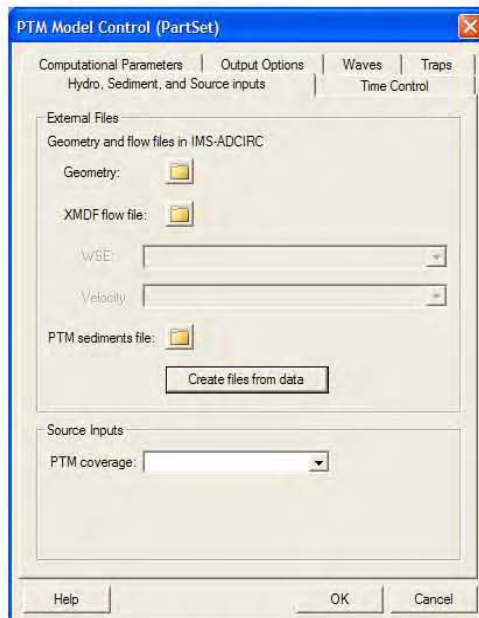 PTM Model Control (PartSet)
Computational Parameters Output Options Waves Traps
Hydro, Sediment, and Source inputs Time Control
External Files
Geometry and flow files in IMS-ADCIRC
Geometry:
XMDF flow file:
WSE:
Velocity:
PTM sediments file:
Create files from data
Source Inputs
PTM coverage:
Help OK Cancel